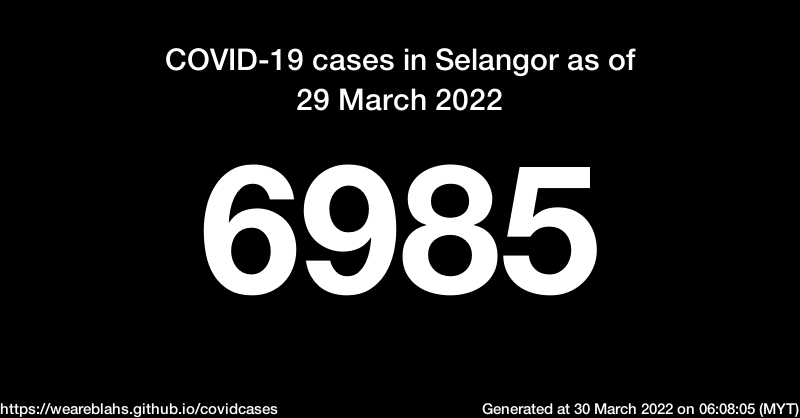 COVID-19 cases in Selangor as of
29 March 2022
6985
https://weareblahs.github.io/covidcases
Generated at 30 March 2022 on 06:08:05 (MYT)